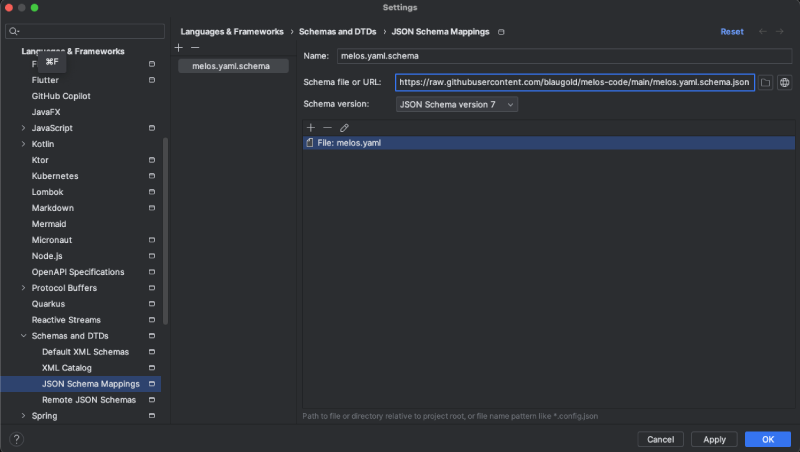 Settings
Languages & Frameworks
⌘F
Flutter
GitHub Copilot
JavaFX
JavaScript
Kotlin
Ktor
Kubernetes
Lombok
Markdown
Mermaid
Micronaut
Node.js
OpenAPI Specifications
Protocol Buffers
Quarkus
Reactive Streams
Schemas and DTDs
Default XML Schemas
XML Catalog
JSON Schema Mappings
Remote JSON Schemas
Spring
?
Languages & Frameworks › Schemas and DTDs › JSON Schema Mappings
Reset
melos.yaml.schema
Name: melos.yaml.schema
Schema file or URL: https://raw.githubusercontent.com/blaugold/melos-code/main/melos.yaml.schema.json
Schema version: JSON Schema version 7
File: melos.yaml
Path to file or directory relative to project root, or file name pattern like *.config.json
Cancel
Apply
OK